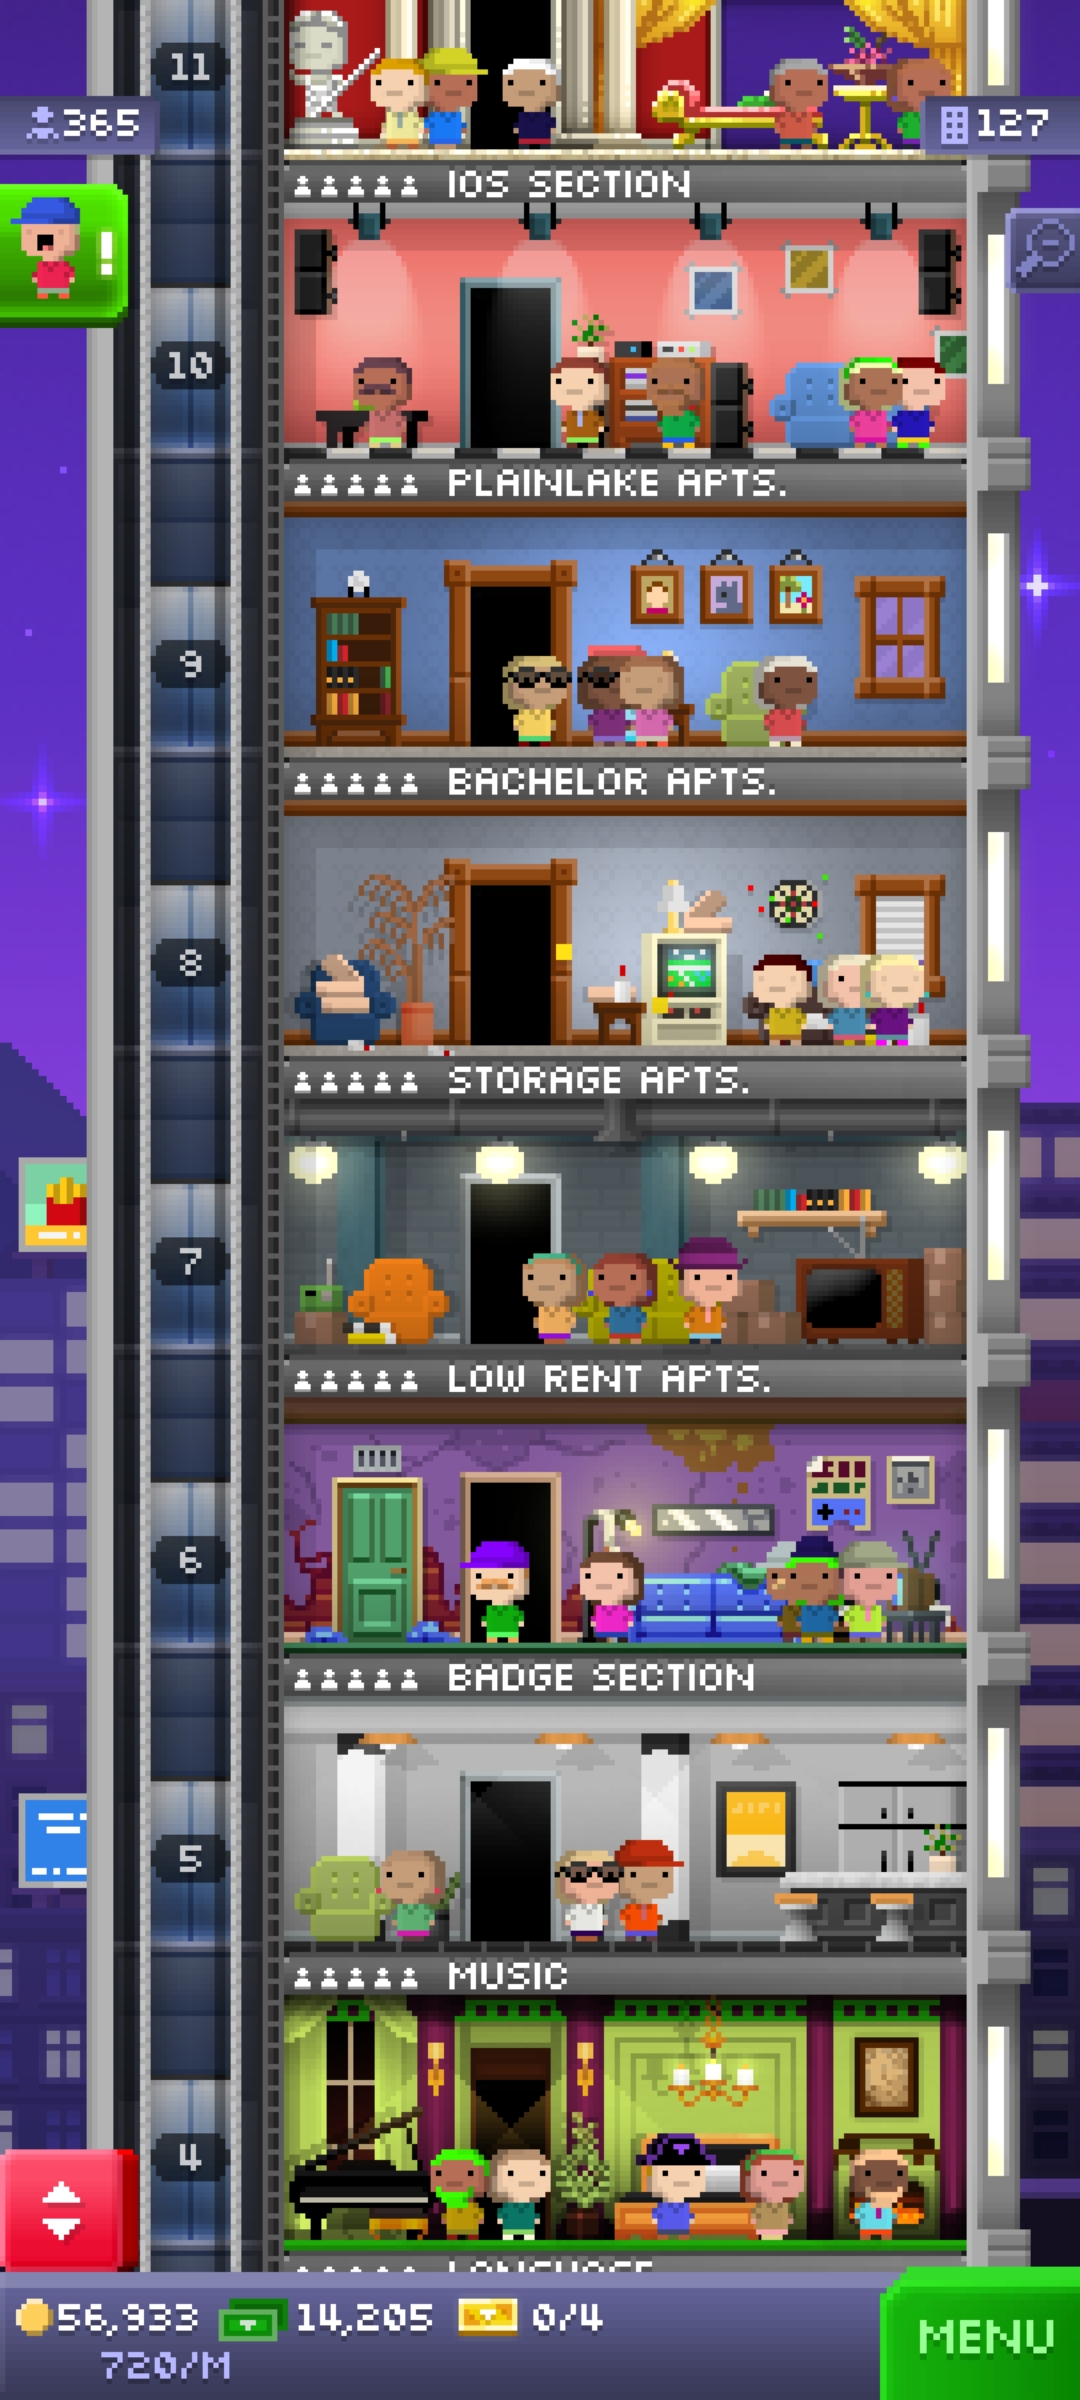 11
365
127
IOS SECTION
!
10
PLAINLAKE APTS.
9
BACHELOR APTS.
8
STORAGE APTS.
7
LOW RENT APTS.
6
BADGE SECTION
5
MUSIC
4
56,933 14,205 0/4
720/M
MENU